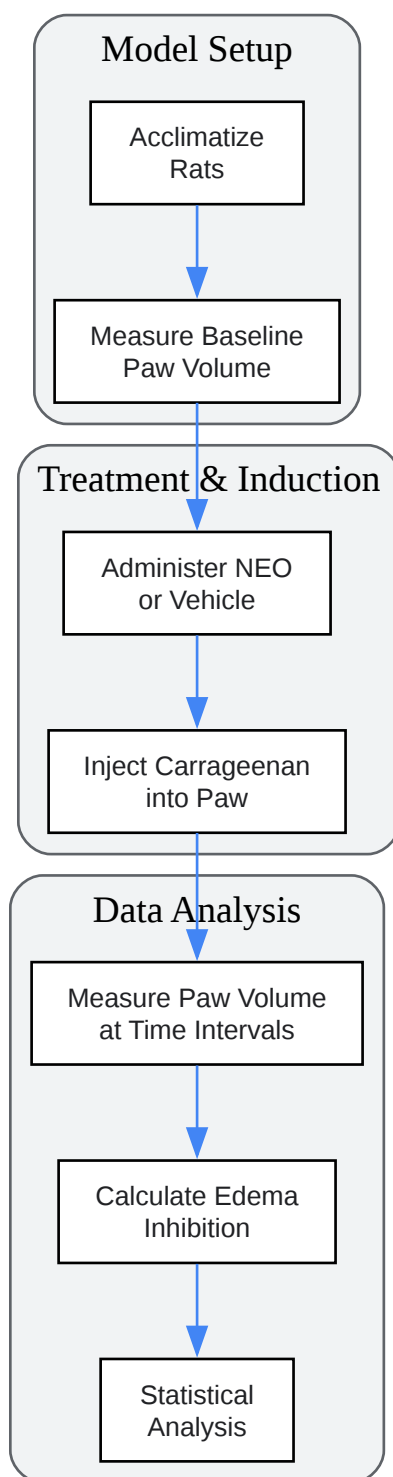 Model Setup
Acclimatize
Rats
Measure Baseline
Paw Volume
Treatment & Induction
Administer NEO
or Vehicle
Inject Carrageenan
into Paw
Data Analysis
Measure Paw Volume
at Time Intervals
Calculate Edema
Inhibition
Statistical
Analysis